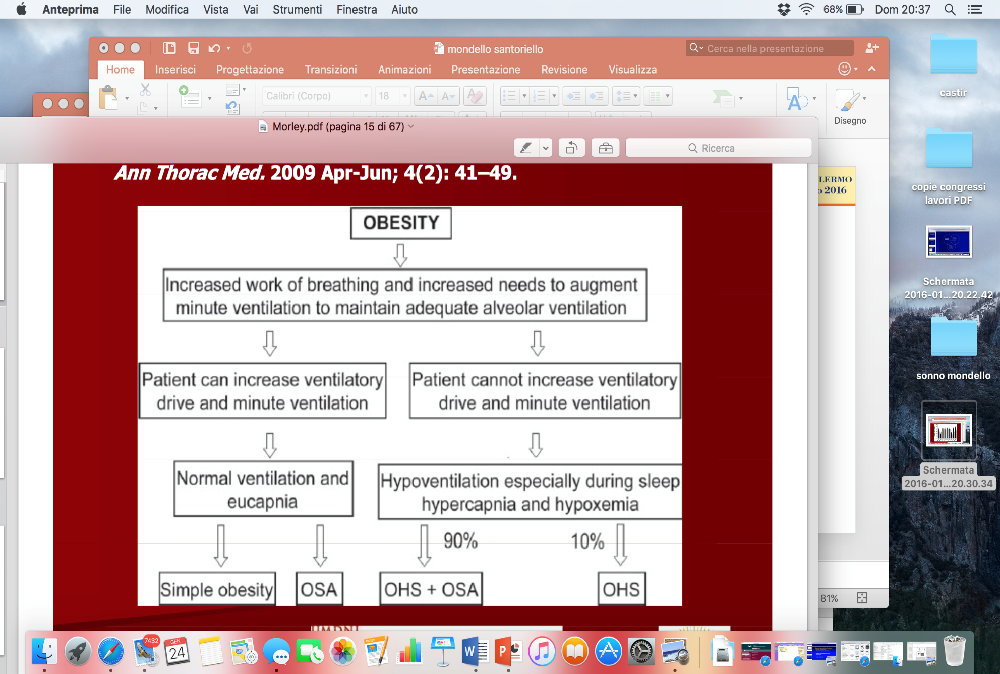 Anteprima File Modifica Vista Vai Strumenti Finestra Aiuto 68% Dom 20:37
mondello santoriello
Cerca nella presentazione
Home Inserisci Progettazione Transizioni Animazioni Presentazione Revisione Visualizza
Calibri (Corpo) 18
Disegno
Morley.pdf (pagina 15 di 67)
Ricerca
Ann Thorac Med. 2009 Apr-Jun; 4(2): 41–49.
OBESITY
Increased work of breathing and increased needs to augment
minute ventilation to maintain adequate alveolar ventilation
Patient can increase ventilatory
drive and minute ventilation
Patient cannot increase ventilatory
drive and minute ventilation
Normal ventilation and
eucapnia
Hypoventilation especially during sleep
hypercapnia and hypoxemia
90%
10%
Simple obesity
OSA
OHS + OSA
OHS
LERMO
2016
81%
castir
copie congressi
lavori PDF
Schermata
2016-01...20.22.42
sonno mondello
Schermata
2016-01...20.30.34
7432
GEN
24
PAGES